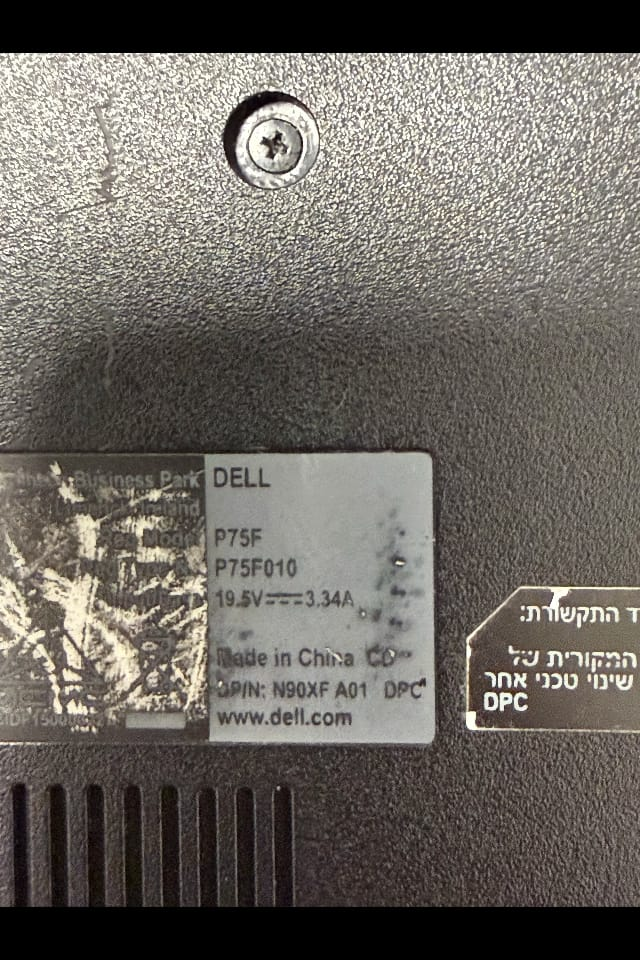 Business Park
DELL
P75F
P75F010
19.5V⎓3.34A
Made in China CD
DP/N: N90XF A01 DPC
www.dell.com
ד התקשורת:
המקורית של
שינוי טכני אחר
DPC